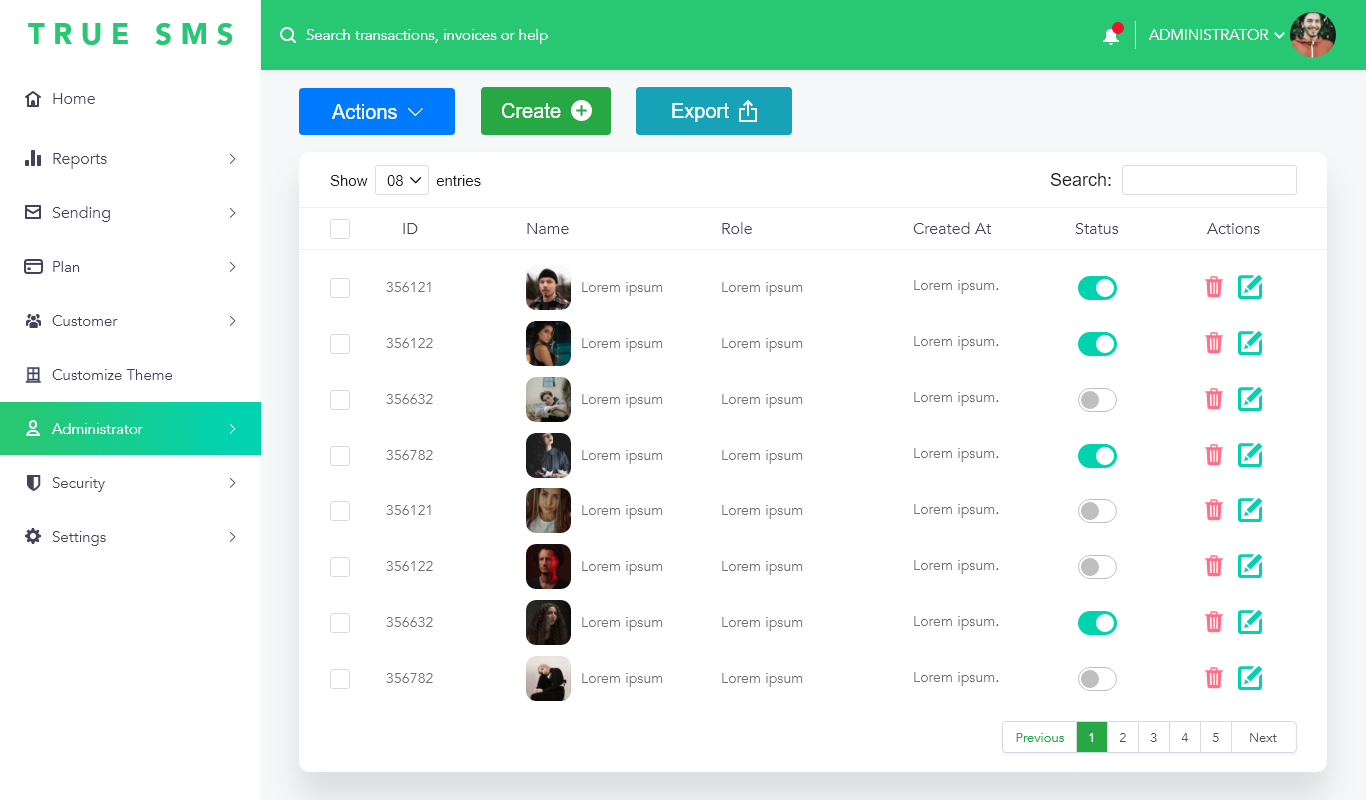 TRUE SMS
Search transactions, invoices or help
ADMINISTRATOR
Home
Reports
Sending
Plan
Customer
Customize Theme
Administrator
Security
Settings
Actions
Create
Export
Show 08 entries
Search:
ID Name Role Created At Status Actions
356121 Lorem ipsum Lorem ipsum Lorem ipsum.
356122 Lorem ipsum Lorem ipsum Lorem ipsum.
356632 Lorem ipsum Lorem ipsum Lorem ipsum.
356782 Lorem ipsum Lorem ipsum Lorem ipsum.
356121 Lorem ipsum Lorem ipsum Lorem ipsum.
356122 Lorem ipsum Lorem ipsum Lorem ipsum.
356632 Lorem ipsum Lorem ipsum Lorem ipsum.
356782 Lorem ipsum Lorem ipsum Lorem ipsum.
Previous 1 2 3 4 5 Next